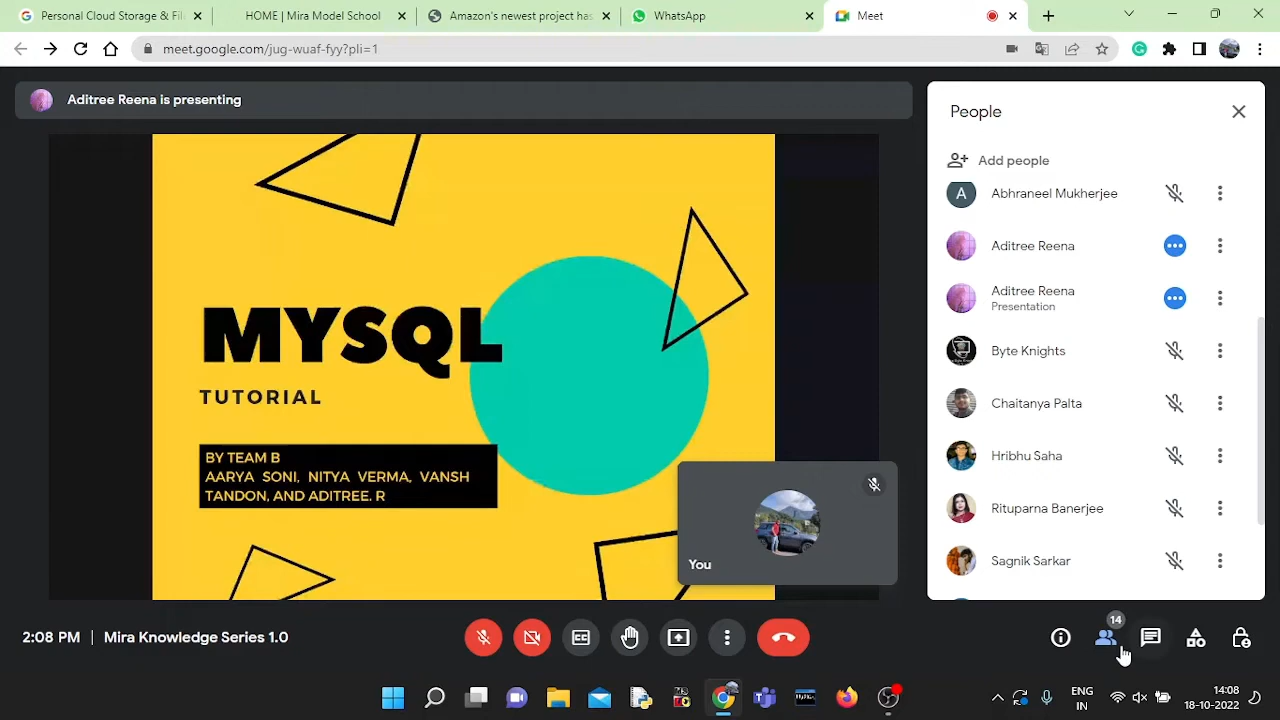 Personal Cloud Storage & File
HOME | Mira Model School
Amazon's newest project has
WhatsApp
Meet
meet.google.com/jug-wuaf-fyy?pli=1
Aditree Reena is presenting
MYSQL
TUTORIAL
BY TEAM B
AARYA SONI, NITYA VERMA, VANSH
TANDON, AND ADITREE. R
You
People
Add people
A
Abhraneel Mukherjee
Aditree Reena
Aditree Reena
Presentation
Byte Knights
Chaitanya Palta
Hribhu Saha
Rituparna Banerjee
Sagnik Sarkar
2:08 PM | Mira Knowledge Series 1.0
CC
14
ENG
IN
14:08
18-10-2022